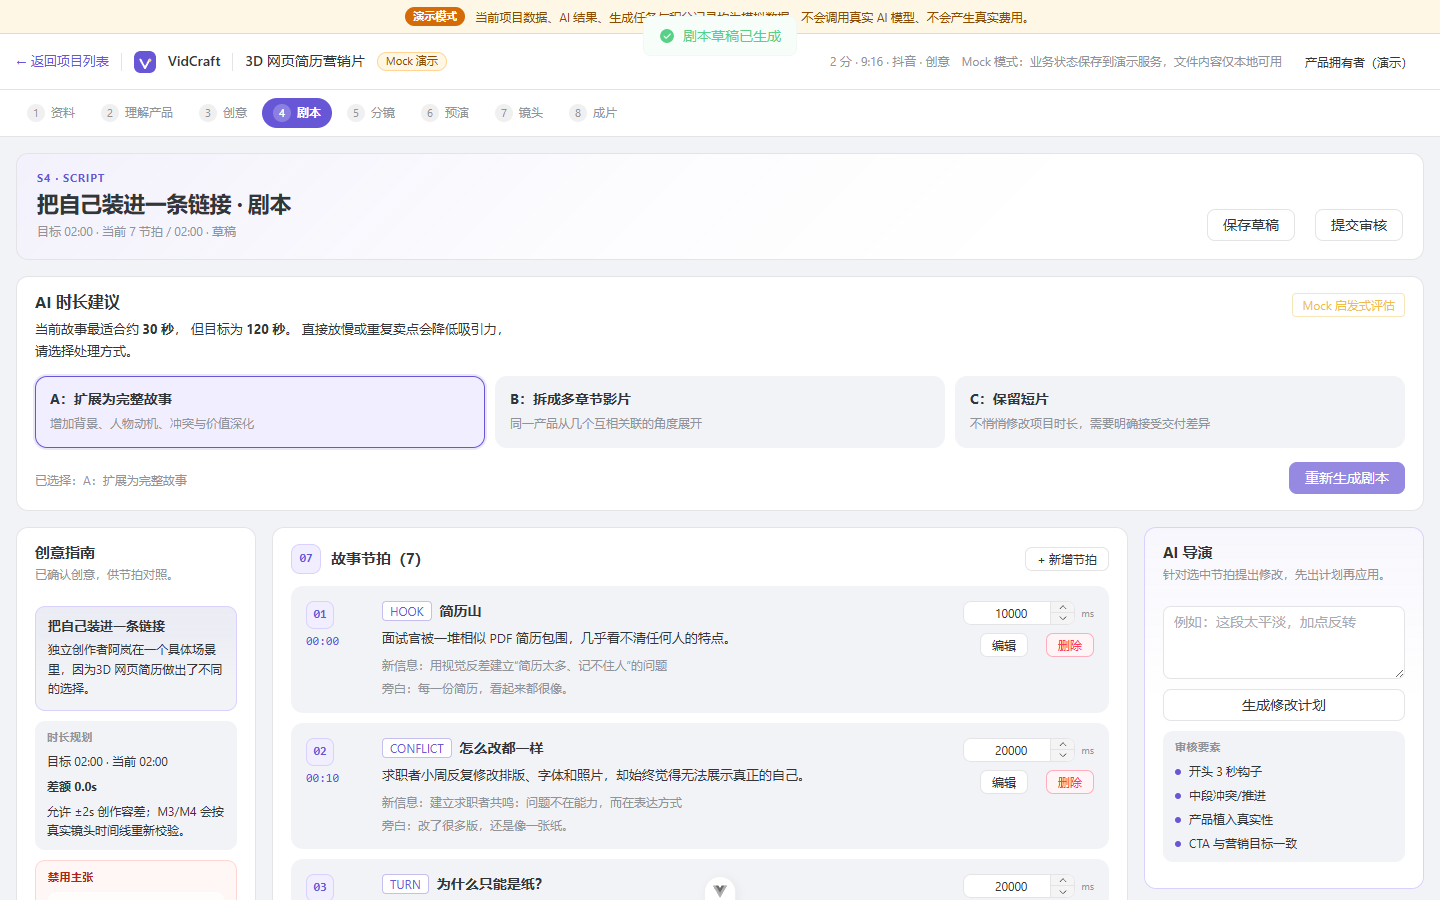 演示模式 当前项目数据、AI 结果、生成任务 不会调用真实 AI 模型、不会产生真实费用。
剧本草稿已生成
← 返回项目列表 VidCraft 3D 网页简历营销片 Mock 演示 2 分 · 9:16 · 抖音 · 创意 Mock 模式：业务状态保存到演示服务，文件内容仅本地可用 产品拥有者（演示）
1 资料 2 理解产品 3 创意 4 剧本 5 分镜 6 预演 7 镜头 8 成片
S4 · SCRIPT
把自己装进一条链接 · 剧本
目标 02:00 · 当前 7 节拍 / 02:00 · 草稿
保存草稿 提交审核
AI 时长建议
Mock 启发式评估
当前故事最适合约 30 秒， 但目标为 120 秒。 直接放慢或重复卖点会降低吸引力，
请选择处理方式。
A：扩展为完整故事
增加背景、人物动机、冲突与价值深化
B：拆成多章节影片
同一产品从几个互相关联的角度展开
C：保留短片
不悄悄修改项目时长，需要明确接受交付差异
已选择：A：扩展为完整故事
重新生成剧本
创意指南
已确认创意，供节拍对照。
把自己装进一条链接
独立创作者阿岚在一个具体场景
里，因为3D 网页简历做出了不同
的选择。
时长规划
目标 02:00 · 当前 02:00
差额 0.0s
允许 ±2s 创作容差；M3/M4 会按
真实镜头时间线重新校验。
禁用主张
07 故事节拍（7）
+ 新增节拍
01 HOOK 简历山 10000 ms
00:00 面试官被一堆相似 PDF 简历包围，几乎看不清任何人的特点。 编辑 删除
新信息：用视觉反差建立“简历太多、记不住人”的问题
旁白：每一份简历，看起来都很像。
02 CONFLICT 怎么改都一样 20000 ms
00:10 求职者小周反复修改排版、字体和照片，却始终觉得无法展示真正的自己。 编辑 删除
新信息：建立求职者共鸣：问题不在能力，而在表达方式
旁白：改了很多版，还是像一张纸。
03 TURN 为什么只能是纸？ 20000 ms
AI 导演
针对选中节拍提出修改，先出计划再应用。
例如：这段太平淡，加点反转
生成修改计划
审核要素
开头 3 秒钩子
中段冲突/推进
产品植入真实性
CTA 与营销目标一致